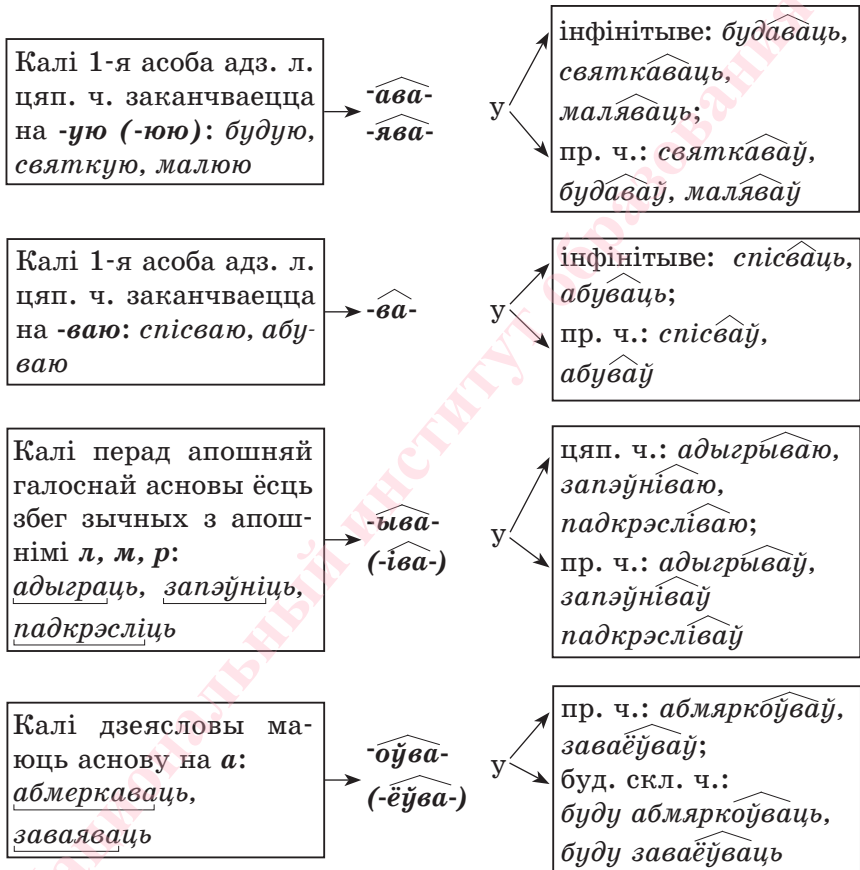 Калі 1-я асоба адз. л.
цяп. ч. заканчваецца
на -ую (-юю): будую,
святкую, малюю
-ава-
-ява-
у
інфінітыве: будаваць,
святкаваць,
маляваць;
пр. ч.: святкаваў,
будаваў, маляваў
Калі 1-я асоба адз. л.
цяп. ч. заканчваецца
на -ваю: спісваю, абу-
ваю
-ва-
у
інфінітыве: спісваць,
абуваць;
пр. ч.: спісваў,
абуваў
Калі перад апошняй
галоснай асновы ёсць
збег зычных з апош-
німі л, м, р:
адыграць, запэўніць,
падкрэсліць
-ыва-
(-іва-)
у
цяп. ч.: адыгрываю,
запэўніваю,
падкрэсліваю;
пр. ч.: адыгрываў,
запэўніваў
падкрэсліваў
Калі дзеясловы ма-
юць аснову на а:
абмеркаваць,
заваяваць
-оўва-
(-ёўва-)
у
пр. ч.: абмяркоўваў,
заваёўваў;
буд. скл. ч.:
буду абмяркоўваць,
буду заваёўваць
национальный институт образования